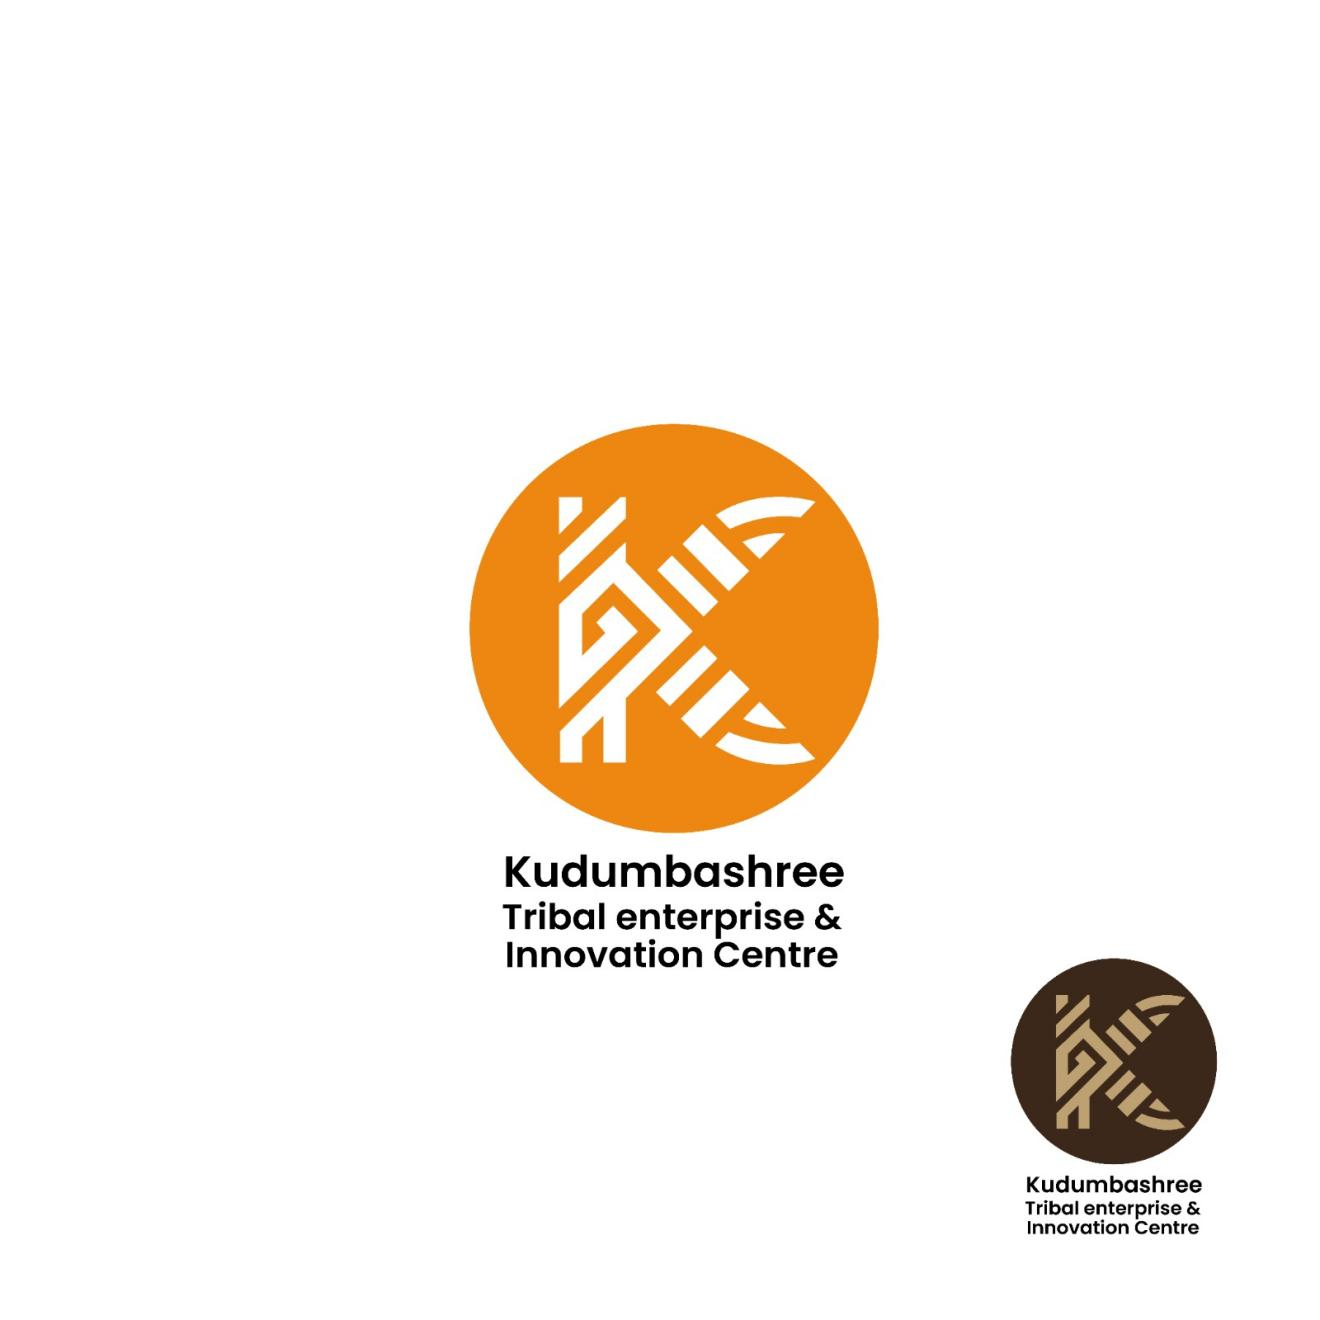 Kudumbashree
Tribal enterprise &
Innovation Centre
Kudumbashree
Tribal enterprise &
Innovation Centre